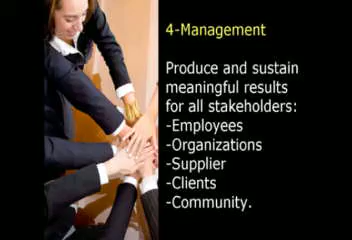 4-Management
Produce and sustain
meaningful results
for all stakeholders:
-Employees
-Organizations
-Supplier
-Clients
-Community.